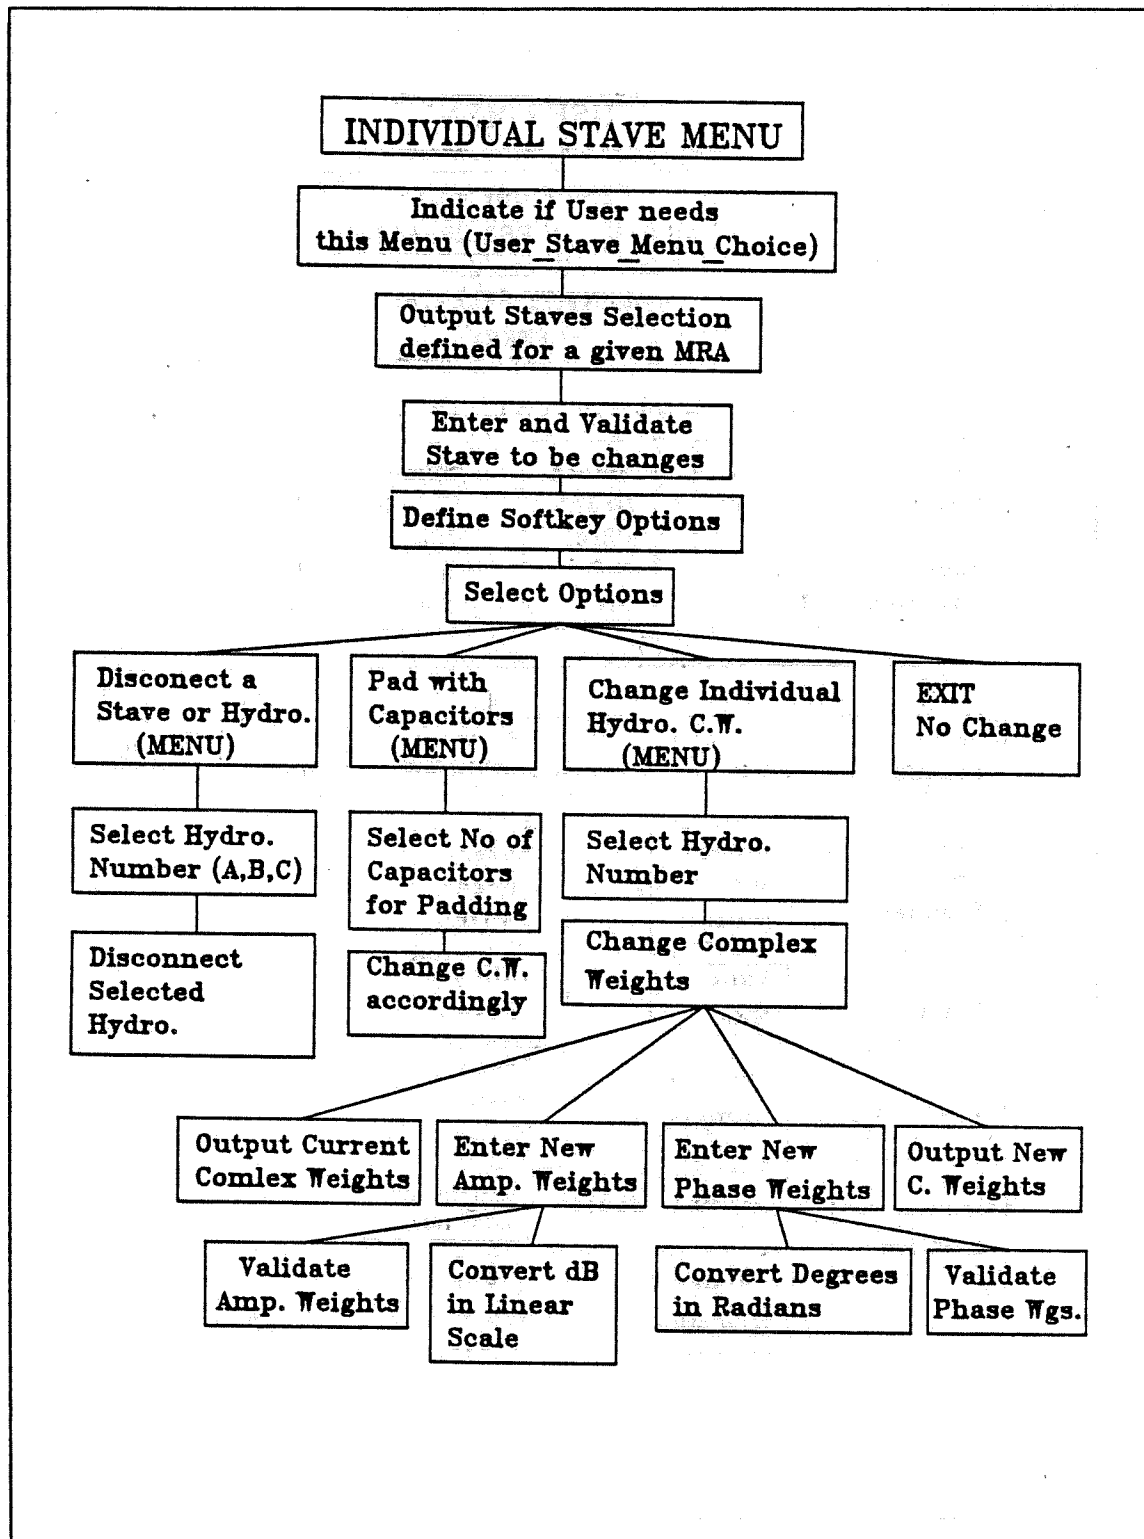 INDIVIDUAL STAVE MENU
Indicate if User needs
this Menu (User_Stave_Menu_Choice)
Output Staves Selection
defined for a given MRA
Enter and Validate
Stave to be changes
Define Softkey Options
Select Options
Disconect a
Stave or Hydro.
(MENU)
Pad with
Capacitors
(MENU)
Change Individual
Hydro. C.W.
(MENU)
EXIT
No Change
Select Hydro.
Number (A,B,C)
Select No of
Capacitors
for Padding
Select Hydro.
Number
Disconnect
Selected
Hydro.
Change C.W.
accordingly
Change Complex
Weights
Output Current
Comlex Weights
Enter New
Amp. Weights
Enter New
Phase Weights
Output New
C. Weights
Validate
Amp. Weights
Convert dB
in Linear
Scale
Convert Degrees
in Radians
Validate
Phase Wgs.